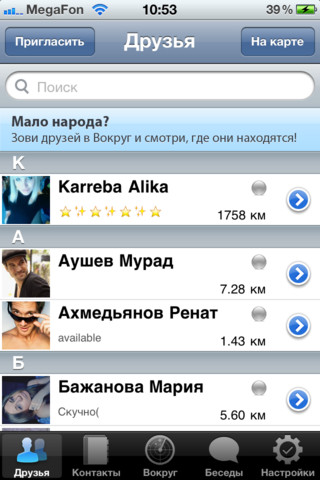 MegaFon 10:53 39 %
Пригласить Друзья На карте
Поиск
Мало народа?
Зови друзей в Вокруг и смотри, где они находятся!
K
Karreba Alika
1758 км
А
Аушев Мурад
7.28 км
Ахмедьянов Ренат
available
1.43 км
Б
Бажанова Мария
Скучно(
5.60 км
Друзья Контакты Вокруг Беседы Настройки